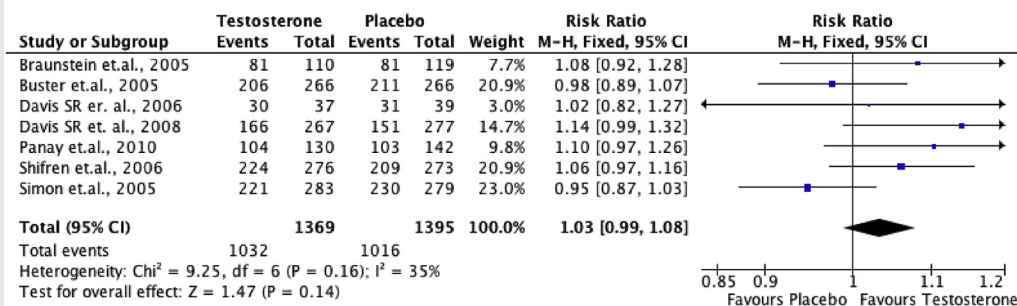 Testosterone Placebo Risk Ratio Risk Ratio
Study or Subgroup Events Total Events Total Weight M-H, Fixed, 95% CI M-H, Fixed, 95% CI
Braunstein et.al., 2005 81 110 81 119 7.7% 1.08 [0.92, 1.28]
Buster et.al., 2005 206 266 211 266 20.9% 0.98 [0.89, 1.07]
Davis SR er. al., 2006 30 37 31 39 3.0% 1.02 [0.82, 1.27]
Davis SR et. al., 2008 166 267 151 277 14.7% 1.14 [0.99, 1.32]
Panay et.al., 2010 104 130 103 142 9.8% 1.10 [0.97, 1.26]
Shifren et.al., 2006 224 276 209 273 20.9% 1.06 [0.97, 1.16]
Simon et.al., 2005 221 283 230 279 23.0% 0.95 [0.87, 1.03]
Total (95% CI) 1369 1395 100.0% 1.03 [0.99, 1.08]
Total events 1032 1016
Heterogeneity: Chi² = 9.25, df = 6 (P = 0.16); I² = 35%
Test for overall effect: Z = 1.47 (P = 0.14)
0.85 0.9 1 1.1 1.2
Favours Placebo Favours Testosterone